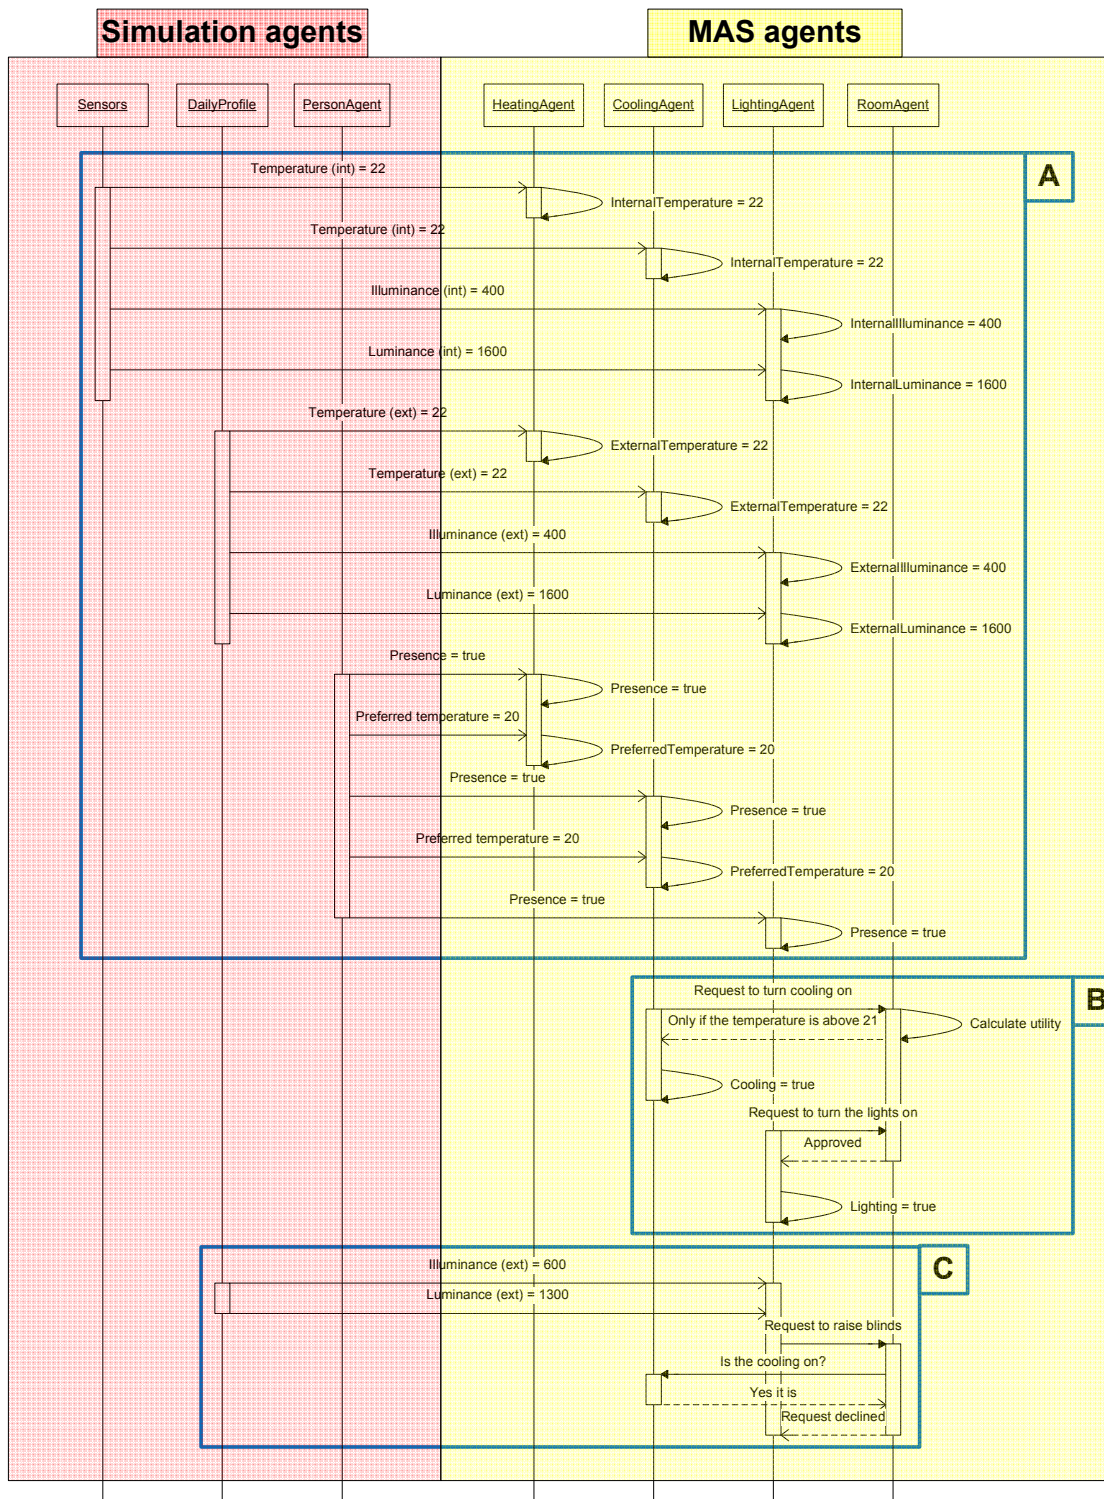 Simulation agents
MAS agents
Sensors
DailyProfile
PersonAgent
HeatingAgent
CoolingAgent
LightingAgent
RoomAgent
A
Temperature (int) = 22
InternalTemperature = 22
Temperature (int) = 22
InternalTemperature = 22
Illuminance (int) = 400
InternalIlluminance = 400
Luminance (int) = 1600
InternalLuminance = 1600
Temperature (ext) = 22
ExternalTemperature = 22
Temperature (ext) = 22
ExternalTemperature = 22
Illuminance (ext) = 400
ExternalIlluminance = 400
Luminance (ext) = 1600
ExternalLuminance = 1600
Presence = true
Presence = true
Preferred temperature = 20
PreferredTemperature = 20
Presence = true
Presence = true
Preferred temperature = 20
PreferredTemperature = 20
Presence = true
Presence = true
B
Request to turn cooling on
Only if the temperature is above 21
Calculate utility
Cooling = true
Request to turn the lights on
Approved
Lighting = true
C
Illuminance (ext) = 600
Luminance (ext) = 1300
Request to raise blinds
Is the cooling on?
Yes it is
Request declined